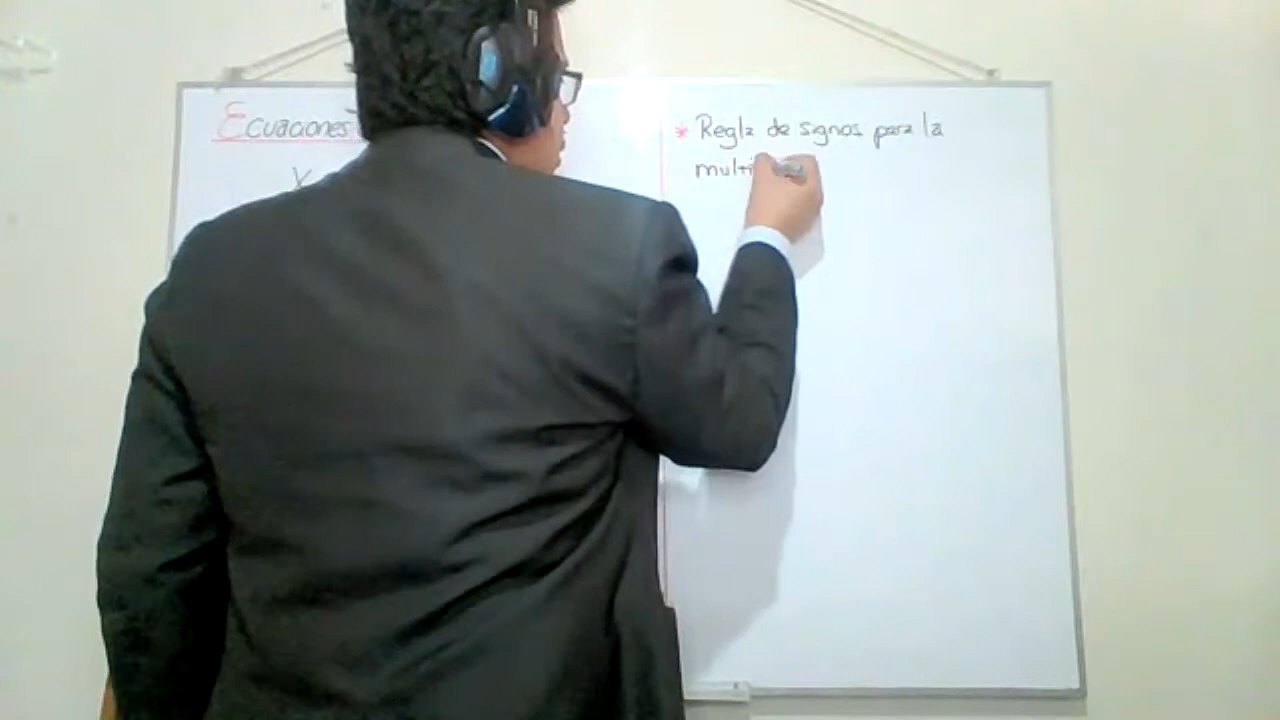 Ecuaciones
X
* Regla de signos para la
multi